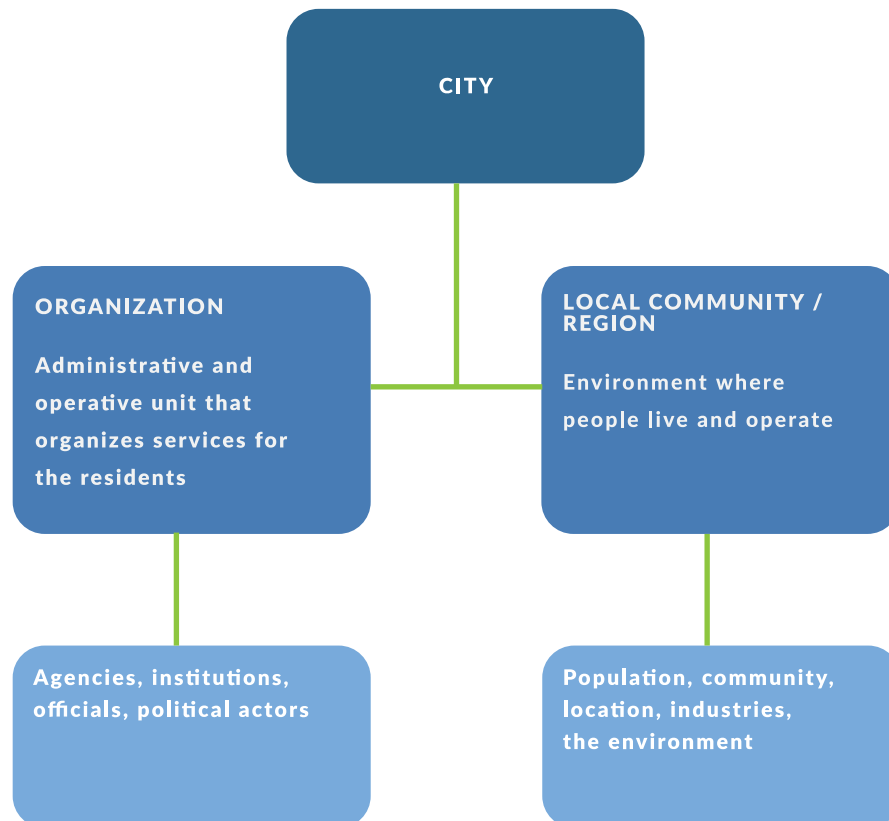 CITY
ORGANIZATION
Administrative and
operative unit that
organizes services for
the residents
LOCAL COMMUNITY /
REGION
Environment where
people live and operate
Agencies, institutions,
officials, political actors
Population, community,
location, industries,
the environment